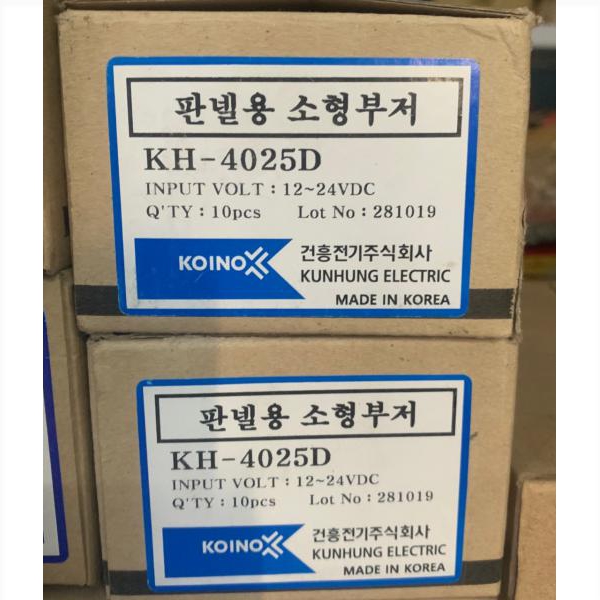 판넬용 소형부저
KH-4025D
INPUT VOLT : 12~24VDC
Q'TY : 10pcs Lot No : 281019
KOINO
건흥전기주식회사
KUNHUNG ELECTRIC
MADE IN KOREA
판넬용 소형부저
KH-4025D
INPUT VOLT : 12~24VDC
Q'TY : 10pcs Lot No : 281019
KOINO
건흥전기주식회사
KUNHUNG ELECTRIC
MADE IN KOREA